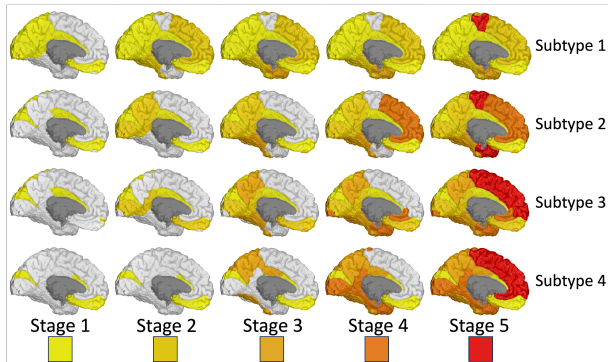 Subtype 1
Subtype 2
Subtype 3
Subtype 4
Stage 1 Stage 2 Stage 3 Stage 4 Stage 5